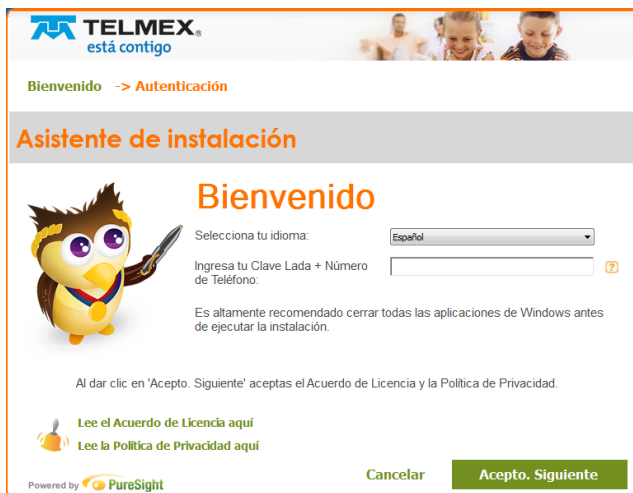 TELMEX®
está contigo
Bienvenido -> Autenticación
Asistente de instalación
Bienvenido
Selecciona tu idioma: Español
Ingresa tu Clave Lada + Número
de Teléfono: ?
Es altamente recomendado cerrar todas las aplicaciones de Windows antes
de ejecutar la instalación.
Al dar clic en 'Acepto. Siguiente' aceptas el Acuerdo de Licencia y la Política de Privacidad.
Lee el Acuerdo de Licencia aquí
Lee la Política de Privacidad aquí
Powered by PureSight Cancelar Acepto. Siguiente